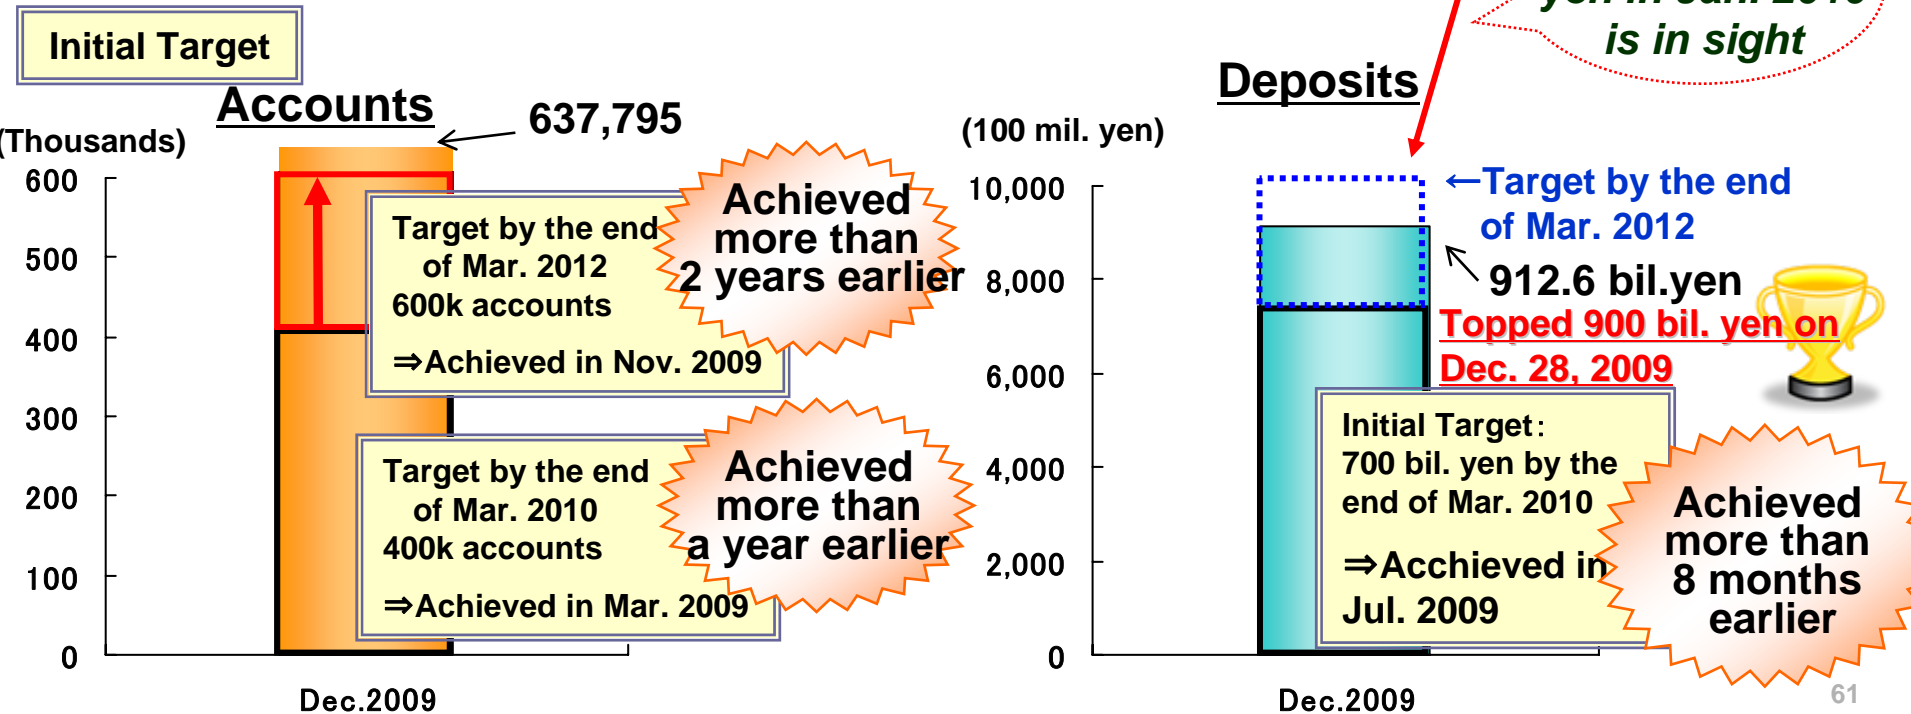 is in sight
Initial Target
Accounts
637,795
(Thousands)
600
500
400
300
200
100
0
Target by the end
of Mar. 2012
600k accounts
⇒Achieved in Nov. 2009
Achieved
more than
2 years earlier
Target by the end
of Mar. 2010
400k accounts
⇒Achieved in Mar. 2009
Achieved
more than
a year earlier
Dec.2009
Deposits
(100 mil. yen)
10,000
8,000
6,000
4,000
2,000
0
←Target by the end
of Mar. 2012
912.6 bil.yen
Topped 900 bil. yen on
Dec. 28, 2009
Initial Target:
700 bil. yen by the
end of Mar. 2010
⇒Acchieved in
Jul. 2009
Achieved
more than
8 months
earlier
Dec.2009
61